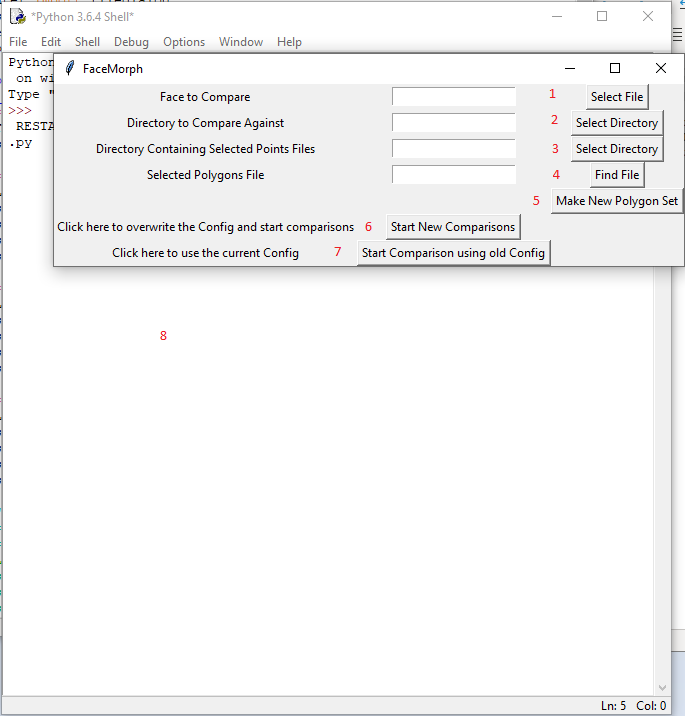 *Python 3.6.4 Shell*
File Edit Shell Debug Options Window Help
Python
on wi
Type "
>>>
RESTA
.py
FaceMorph
Face to Compare 1 Select File
Directory to Compare Against 2 Select Directory
Directory Containing Selected Points Files 3 Select Directory
Selected Polygons File 4 Find File
5 Make New Polygon Set
Click here to overwrite the Config and start comparisons 6 Start New Comparisons
Click here to use the current Config 7 Start Comparison using old Config
8
Ln: 5 Col: 0